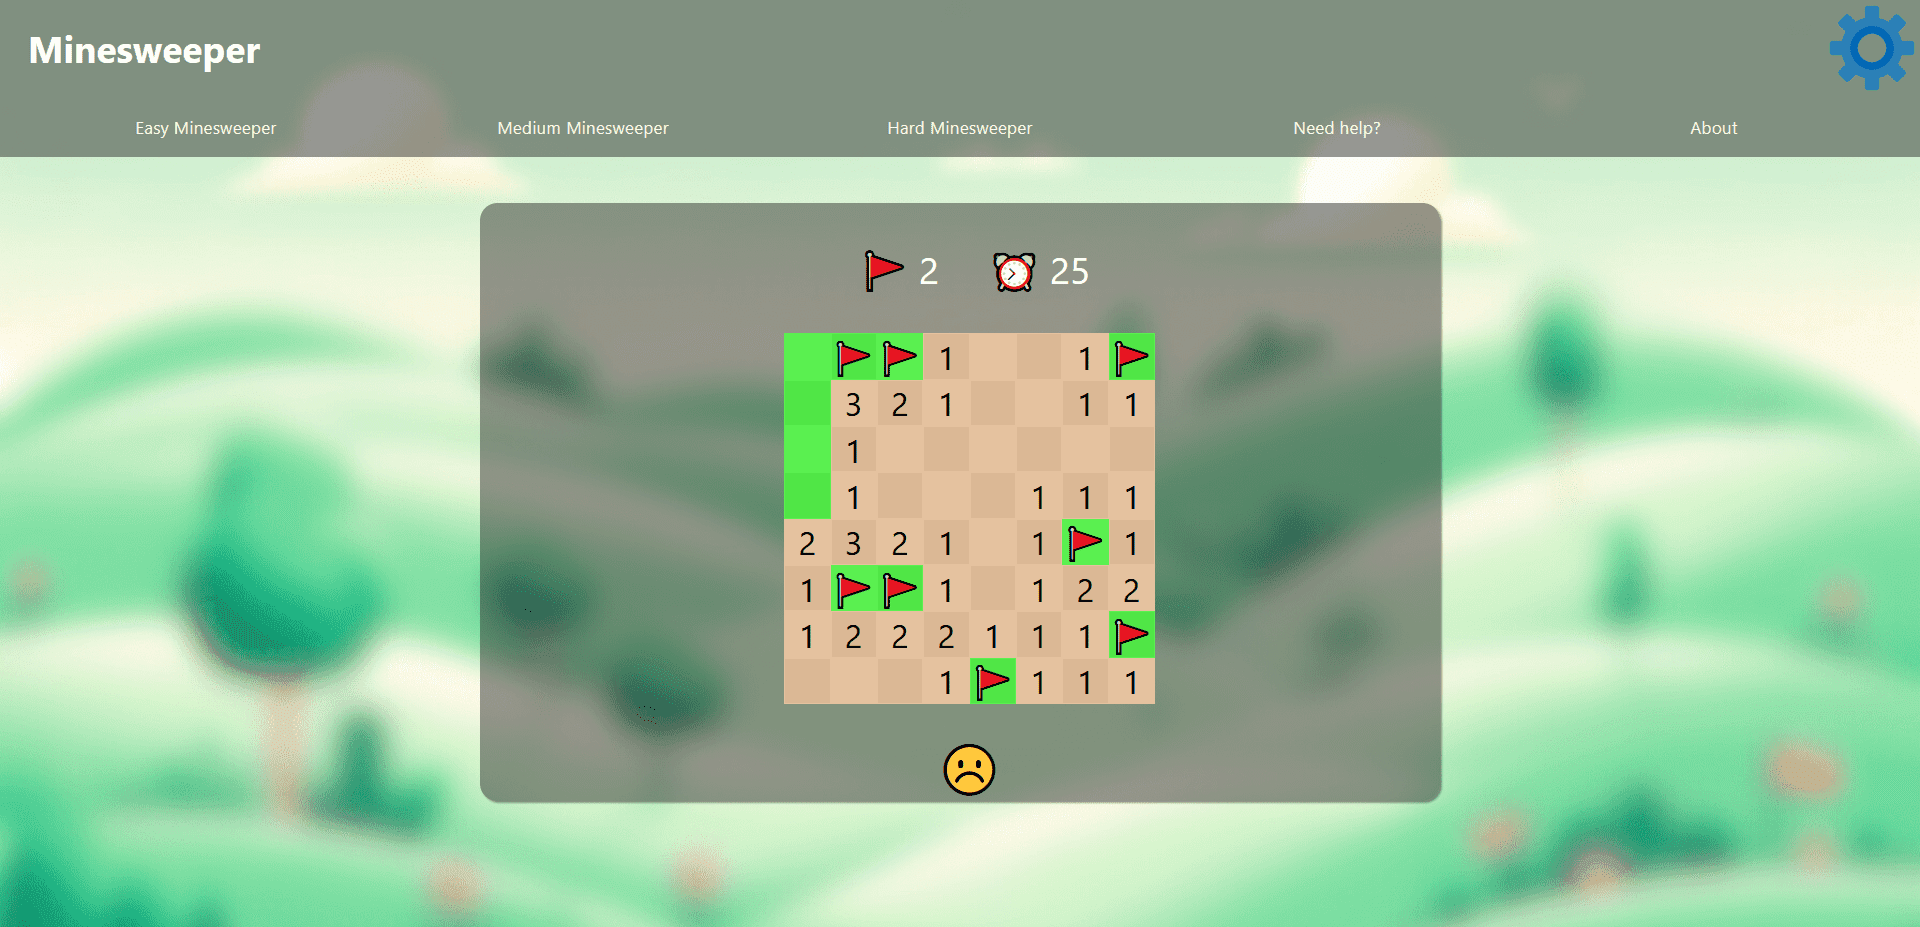 Minesweeper
Easy Minesweeper Medium Minesweeper Hard Minesweeper Need help? About
2 25
1 1
3 2 1 1 1
1
1 1 1 1
2 3 2 1 1 1
1 1 1 2 2
1 2 2 2 1 1 1
1 1 1 1